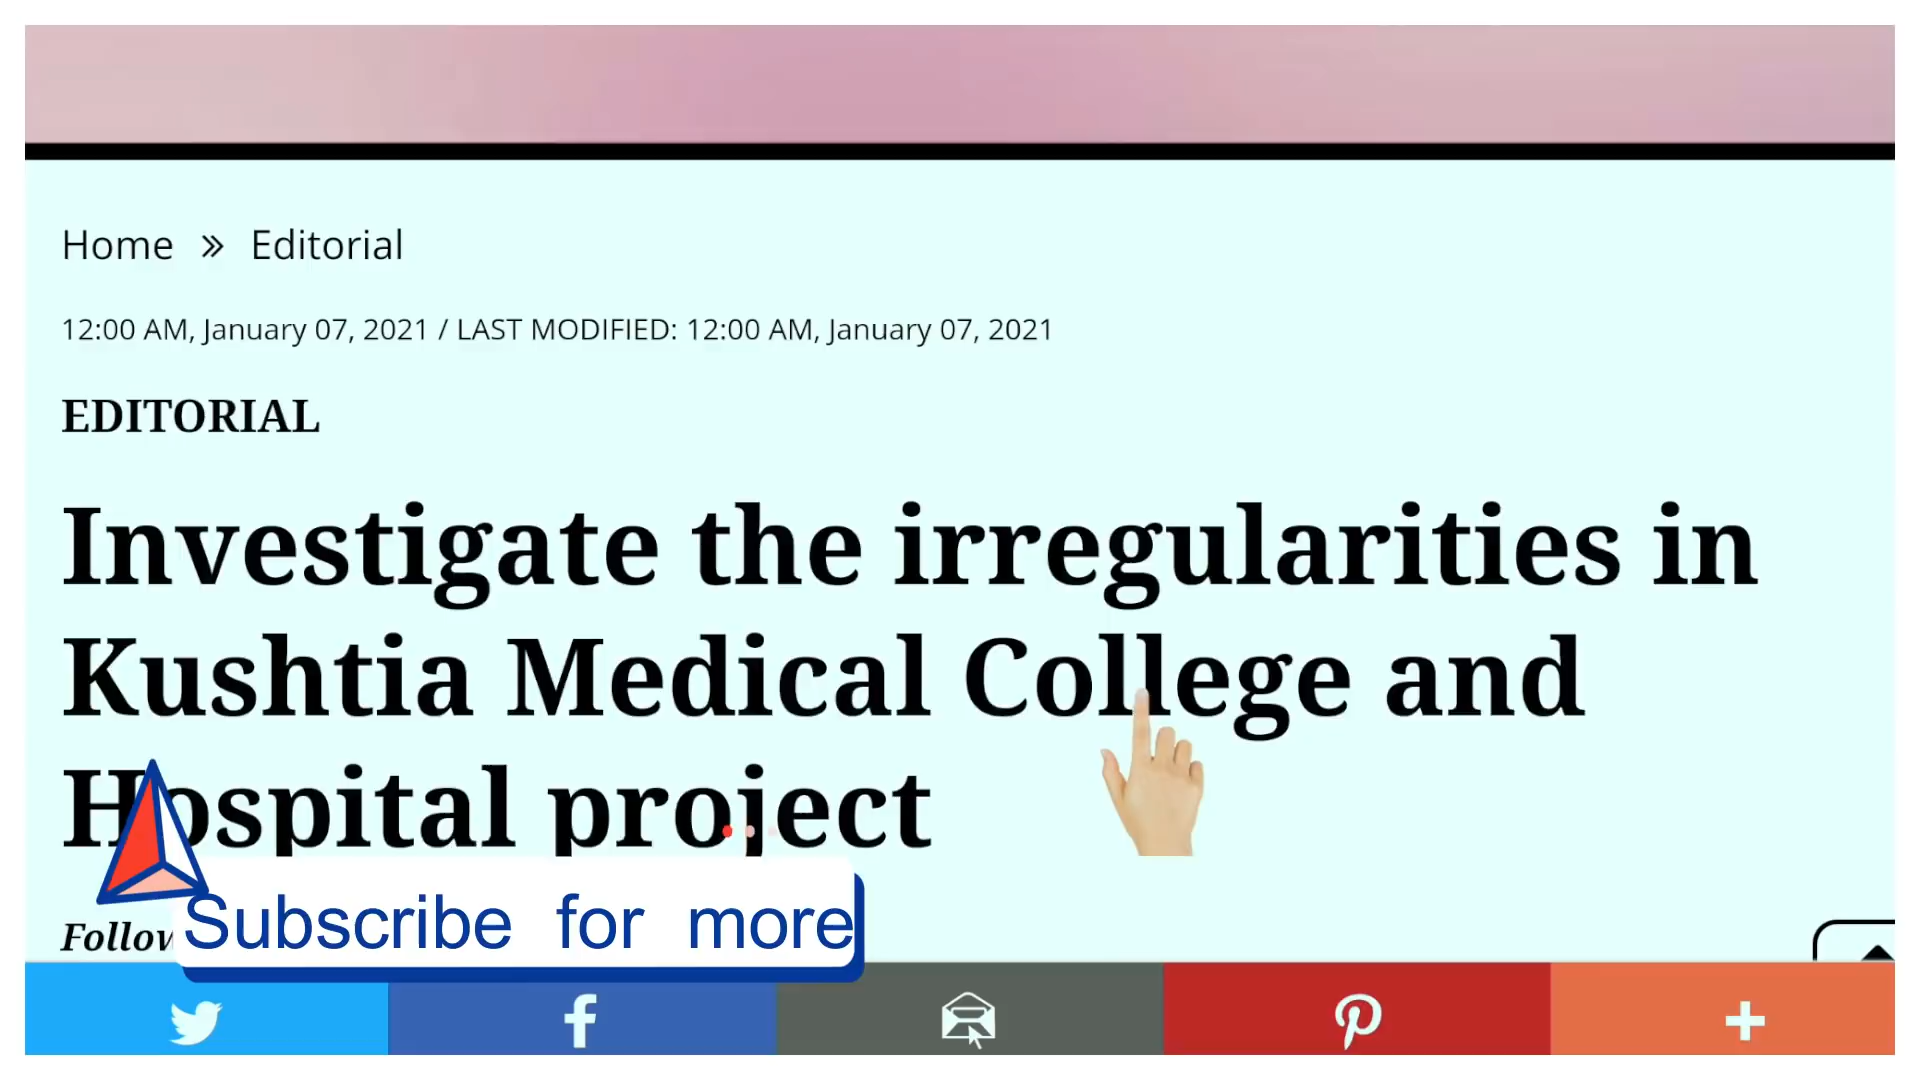 Home » Editorial
12:00 AM, January 07, 2021 / LAST MODIFIED: 12:00 AM, January 07, 2021
EDITORIAL
Investigate the irregularities in
Kushtia Medical College and
Hospital project
Subscribe for more